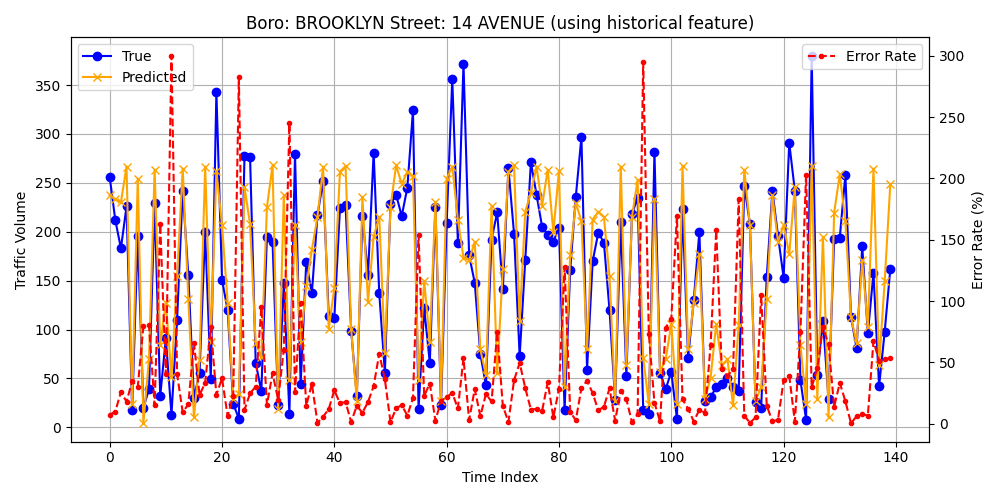 Boro: BROOKLYN Street: 14 AVENUE (using historical feature)
True
Predicted
Error Rate
Traffic Volume
350
300
250
200
150
100
50
0
Error Rate (%)
300
250
200
150
100
50
0
0 20 40 60 80 100 120 140
Time Index